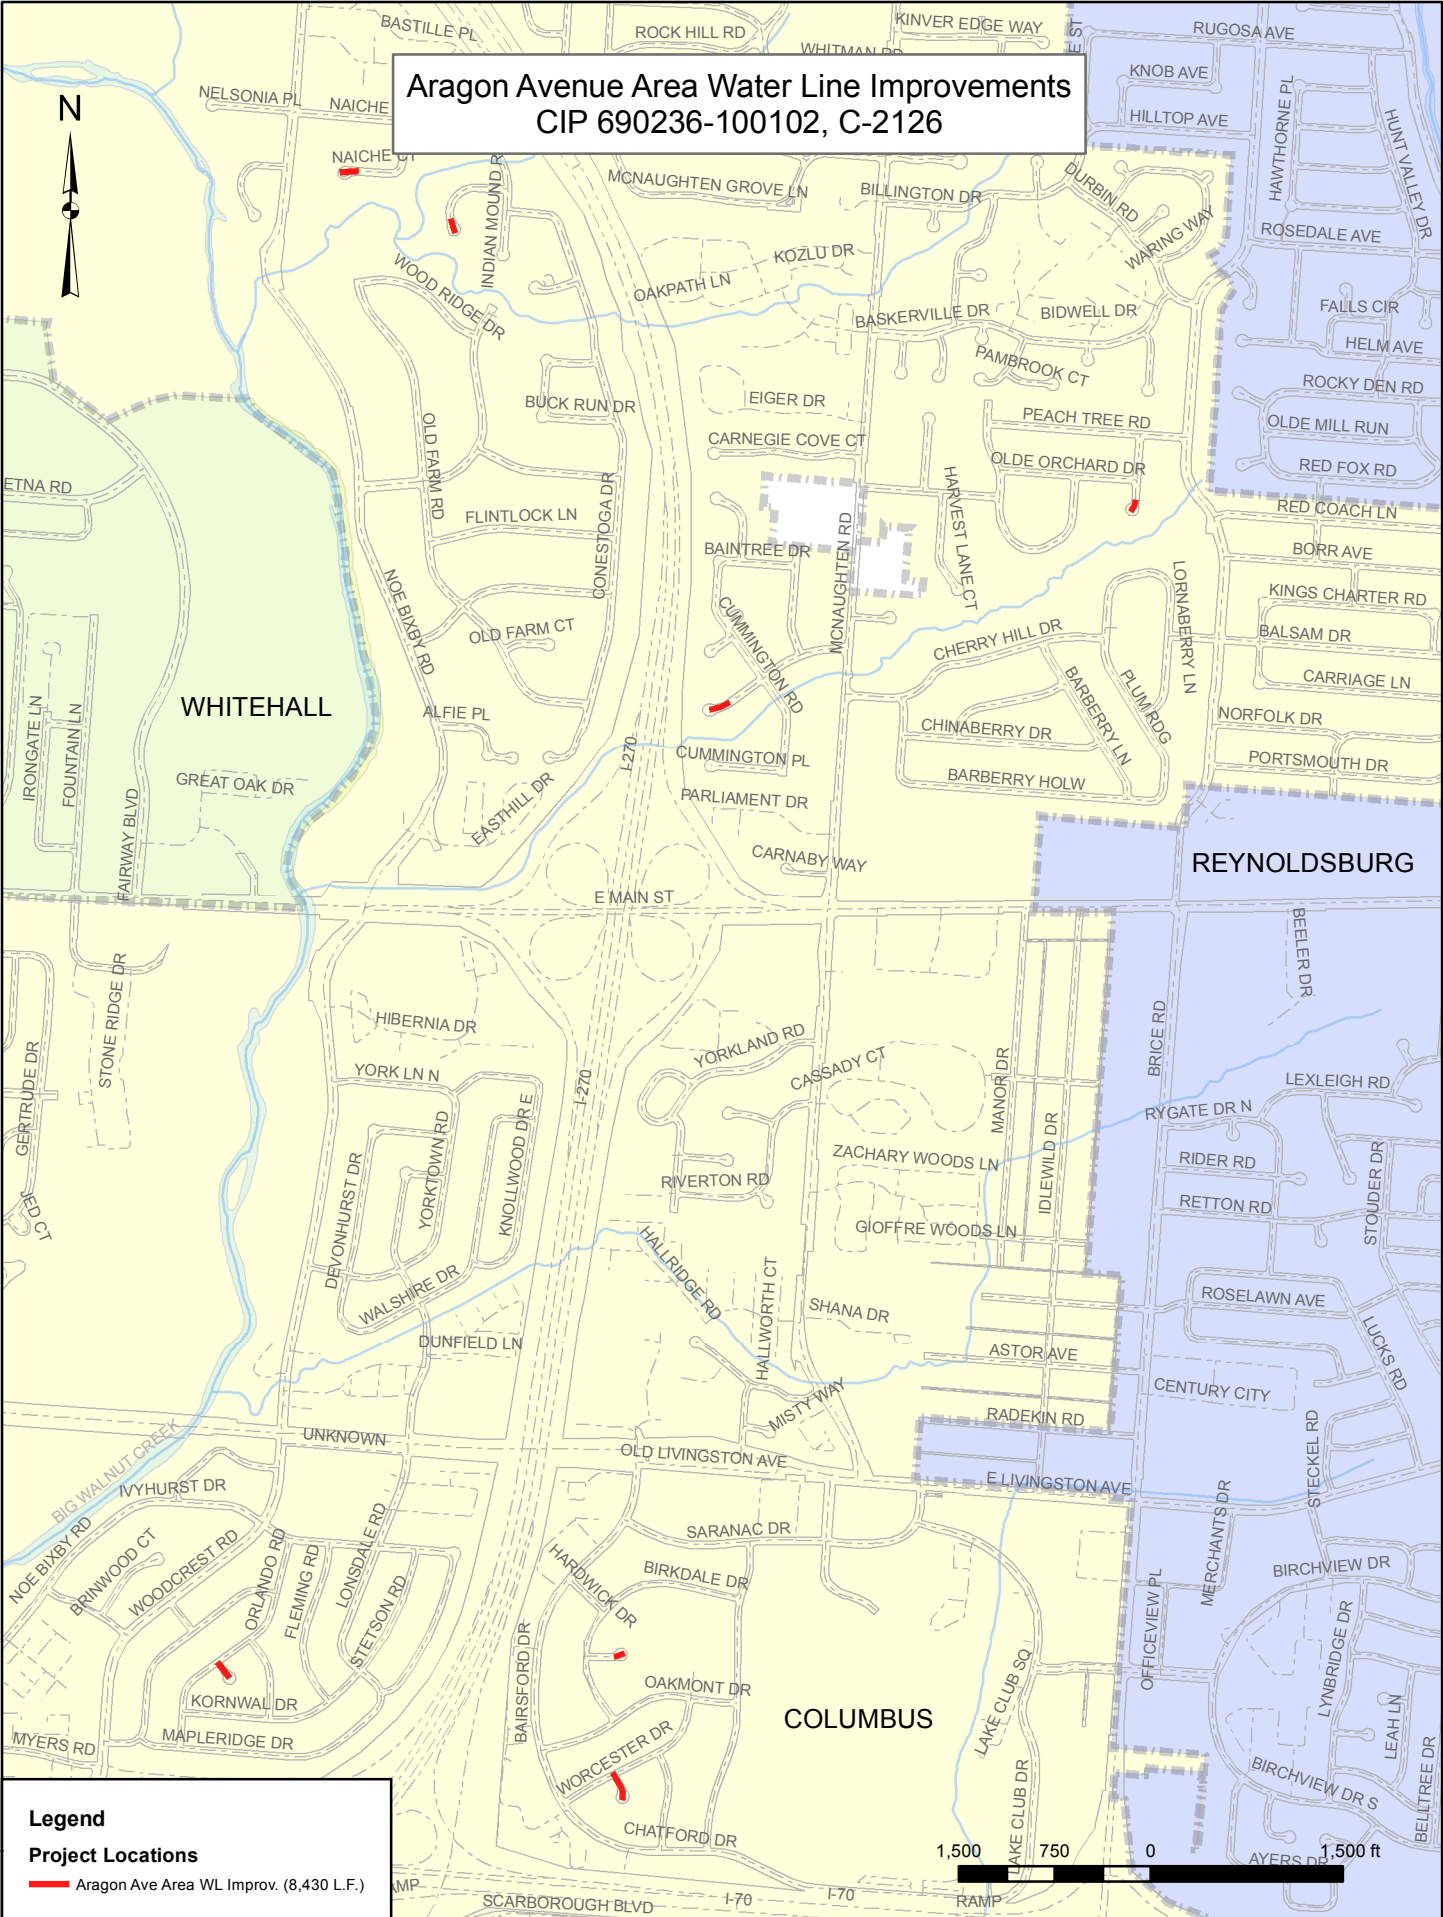 BASTILLE PL
ROCK HILL RD
KINVER EDGE WAY
E ST
RUGOSA AVE
WHITMAN RD
KNOB AVE
Aragon Avenue Area Water Line Improvements
CIP 690236-100102, C-2126
N
NELSONIA PL
NAICHE
HILLTOP AVE
HAWTHORNE PL
HUNT VALLEY DR
NAICHE CT
INDIAN MOUND R
MCNAUGHTEN GROVE LN
BILLINGTON DR
DURBIN RD
WARING WAY
ROSEDALE AVE
KOZLU DR
OAKPATH LN
WOOD RIDGE DR
BASKERVILLE DR
BIDWELL DR
FALLS CIR
HELM AVE
PAMBROOK CT
ROCKY DEN RD
EIGER DR
BUCK RUN DR
PEACH TREE RD
OLDE MILL RUN
OLD FARM RD
CARNEGIE COVE CT
OLDE ORCHARD DR
RED FOX RD
ETNA RD
HARVEST LANE CT
RED COACH LN
FLINTLOCK LN
CONESTOGA DR
MCNAUGHTEN RD
BAINTREE DR
BORR AVE
NOE BIXBY RD
CUMMINGTON RD
LORNABERRY LN
KINGS CHARTER RD
OLD FARM CT
CHERRY HILL DR
BALSAM DR
CARRIAGE LN
BARBERRY LN
PLUM RDG
WHITEHALL
IRONGATE LN
FOUNTAIN LN
ALFIE PL
CHINABERRY DR
NORFOLK DR
I-270
CUMMINGTON PL
PORTSMOUTH DR
GREAT OAK DR
BARBERRY HOLW
PARLIAMENT DR
EASTHILL DR
FAIRWAY BLVD
CARNABY WAY
REYNOLDSBURG
E MAIN ST
BEELER DR
STONE RIDGE DR
HIBERNIA DR
YORKLAND RD
BRICE RD
GERTRUDE DR
YORK LN N
I-270
CASSADY CT
MANOR DR
LEXLEIGH RD
RYGATE DR N
KNOLLWOOD DR E
YORKTOWN RD
IDLEWILD DR
ZACHARY WOODS LN
RIDER RD
STOUDER DR
DEVONHURST DR
RIVERTON RD
RETTON RD
JED CT
GIOFFRE WOODS LN
HALLRIDGE RD
WALSHIRE DR
HALLWORTH CT
SHANA DR
ROSELAWN AVE
DUNFIELD LN
ASTOR AVE
LUCKS RD
CENTURY CITY
MISTY WAY
RADEKIN RD
UNKNOWN
OLD LIVINGSTON AVE
BIG WALNUT CREEK
IVYHURST DR
E LIVINGSTON AVE
STECKEL RD
MERCHANTS DR
NOE BIXBY RD
BRINWOOD CT
WOODCREST RD
ORLANDO RD
FLEMING RD
LONSDALE RD
STETSON RD
SARANAC DR
HARDWICK DR
BIRKDALE DR
BIRCHVIEW DR
OFFICEVIEW PL
LYNBRIDGE DR
BAIRSFORD DR
OAKMONT DR
LAKE CLUB SQ
KORNWAL DR
COLUMBUS
LEAH LN
MYERS RD
MAPLERIDGE DR
WORCESTER DR
BELLTREE DR
BIRCHVIEW DR S
LAKE CLUB DR
CHATFORD DR
Legend
Project Locations
Aragon Ave Area WL Improv. (8,430 L.F.)
1,500 750 0 1,500 ft
AYERS DR
AMP
SCARBOROUGH BLVD
I-70
I-70
RAMP